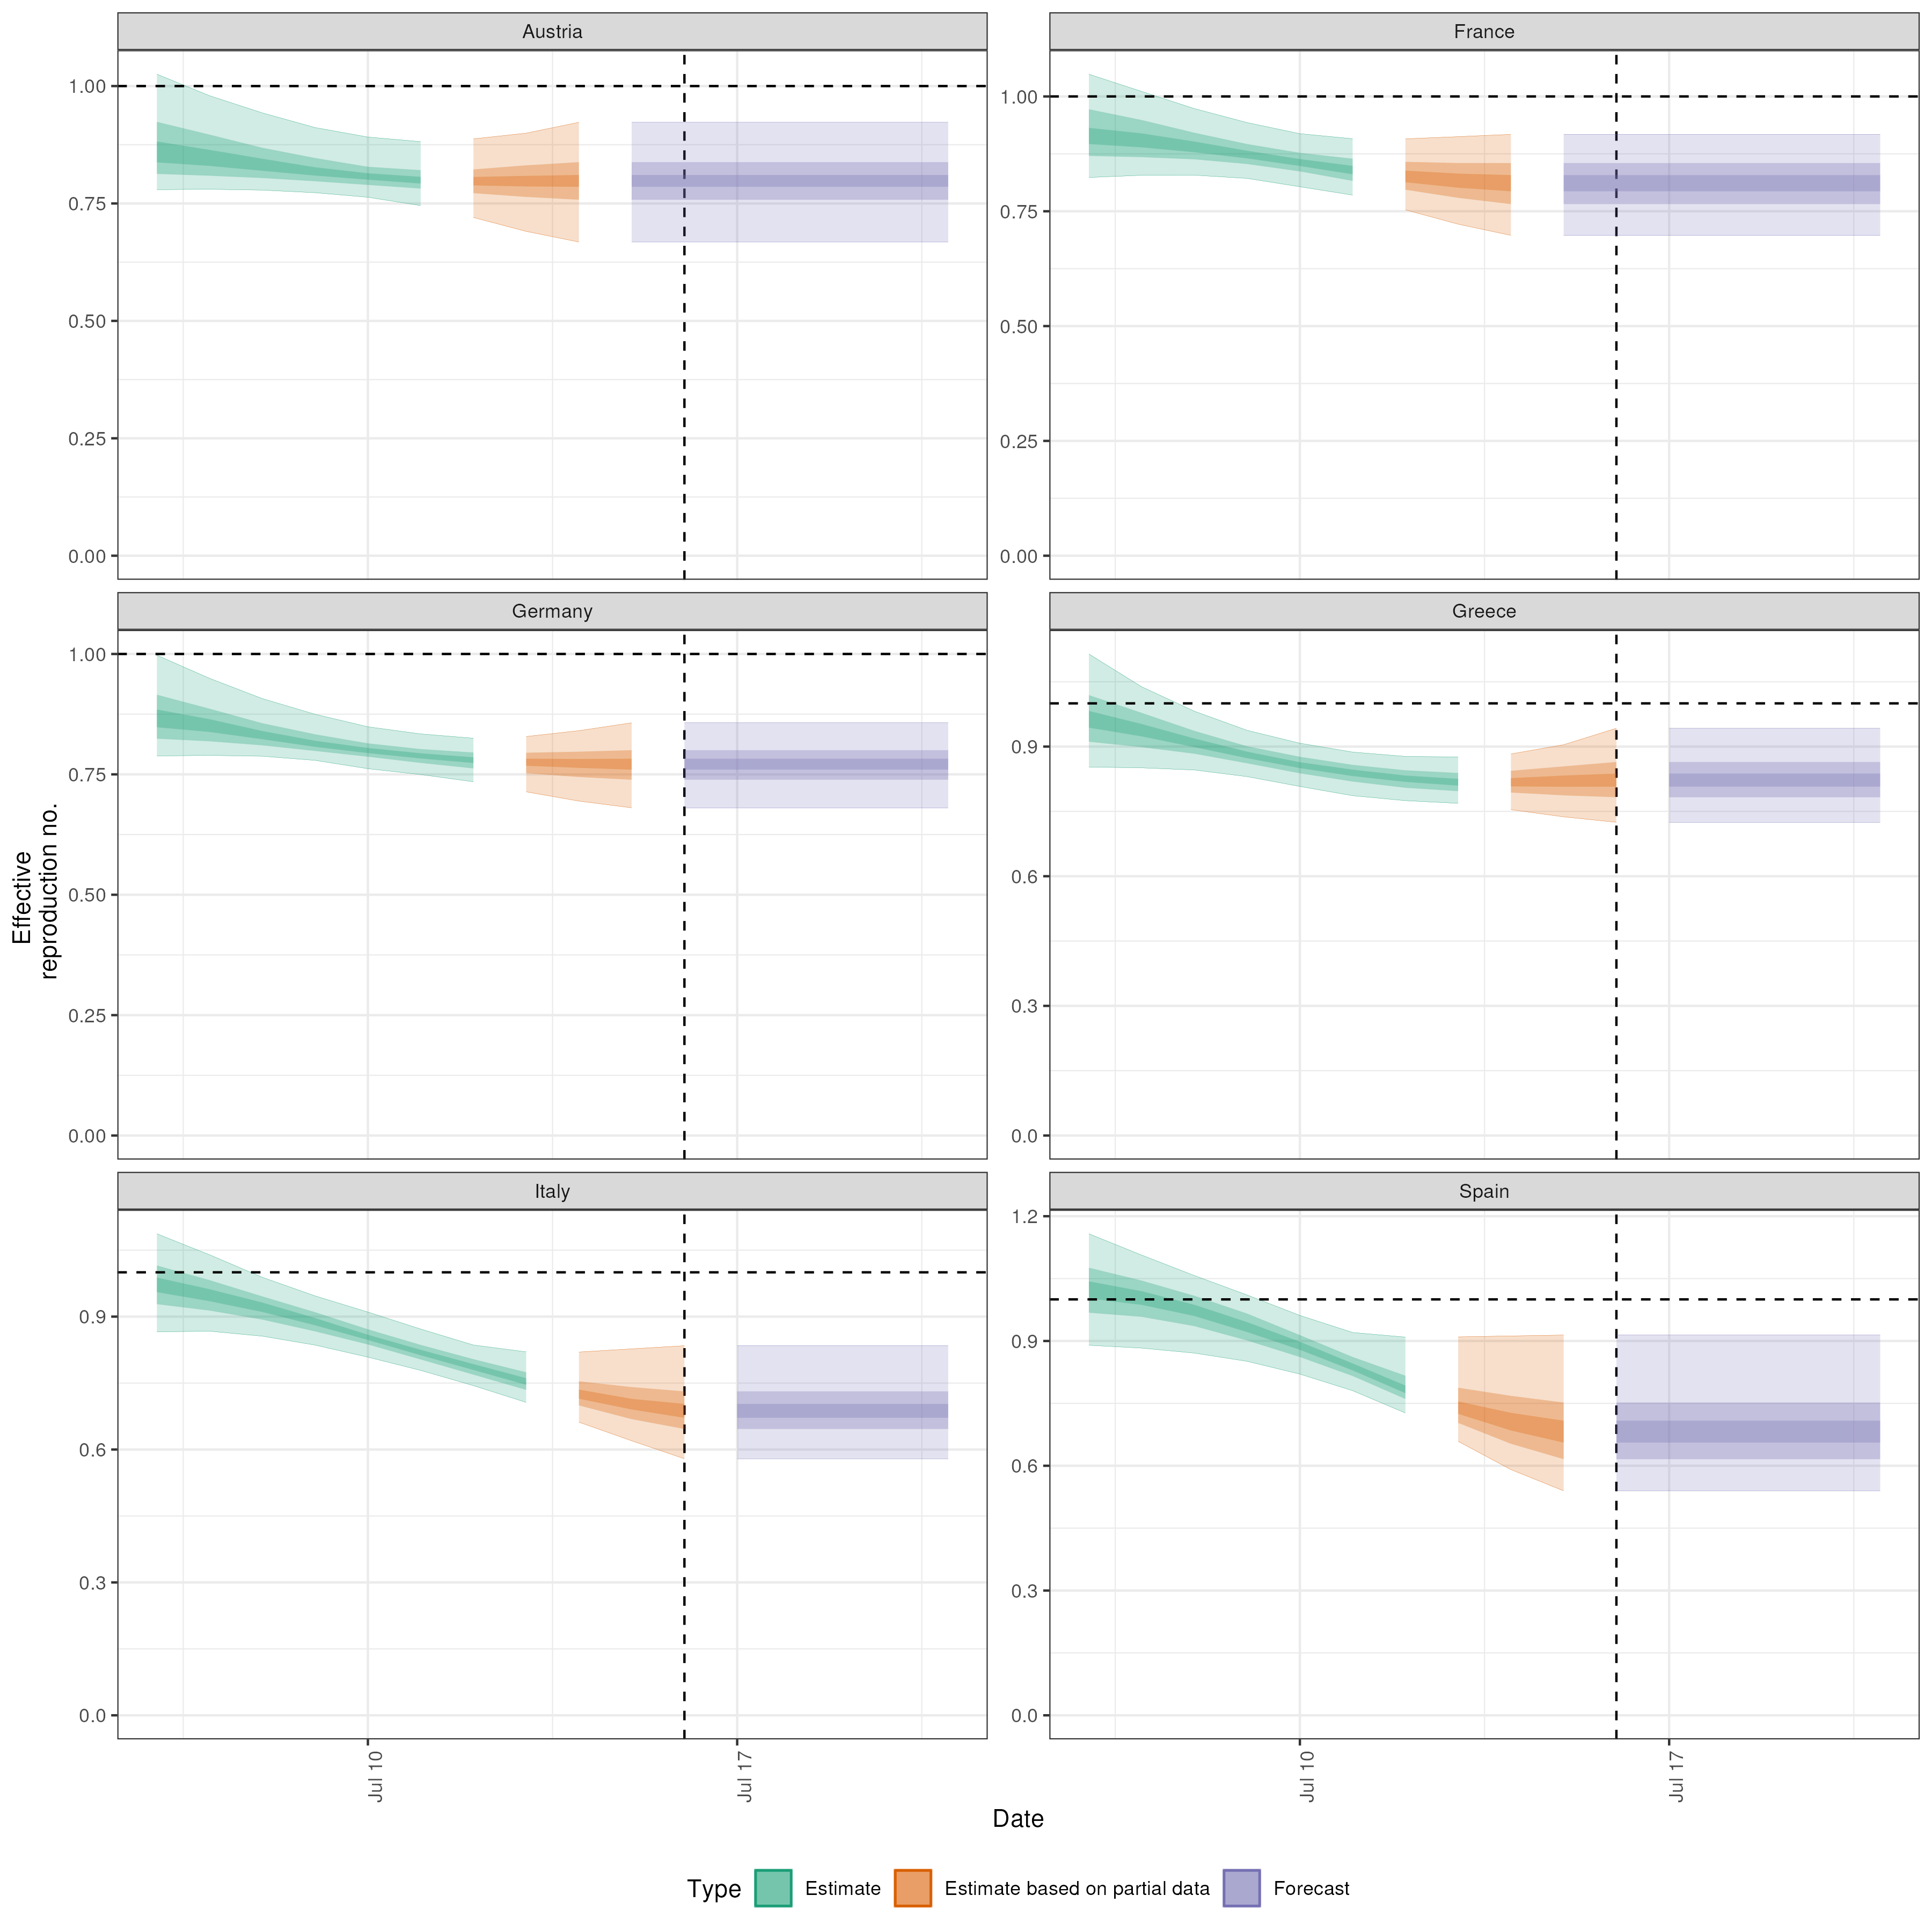 Austria
France
1.00
0.75
0.50
0.25
0.00
1.00
0.75
0.50
0.25
0.00
Germany
Greece
1.00
0.75
0.50
0.25
0.00
0.9
0.6
0.3
0.0
Italy
Spain
0.9
0.6
0.3
0.0
1.2
0.9
0.6
0.3
0.0
Effective
reproduction no.
Jul 10
Jul 17
Jul 10
Jul 17
Date
Type Estimate Estimate based on partial data Forecast